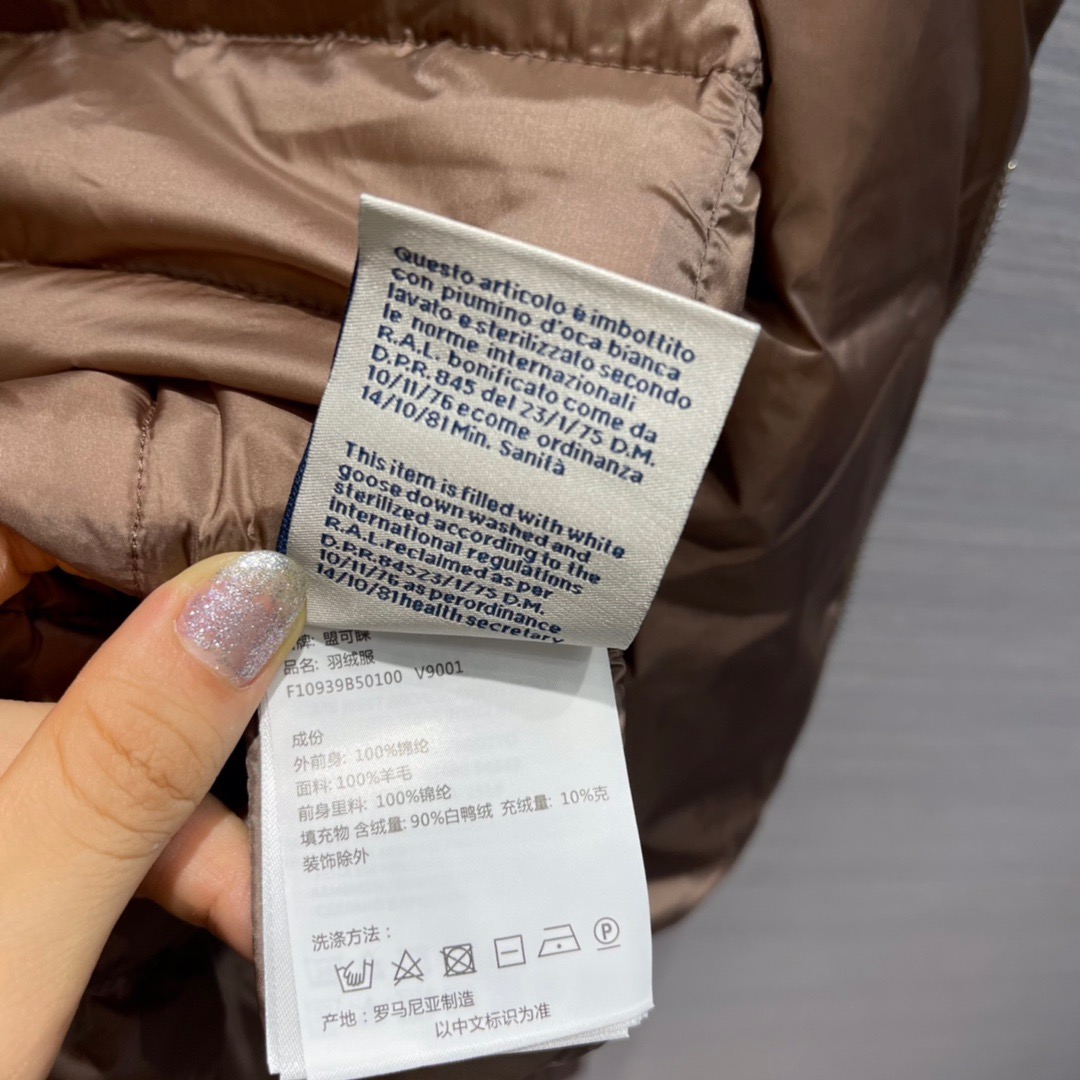 Questo articolo è imbottito
con piumino d'oca bianca
lavato e sterilizzato secondo
le norme internazionali
R.A.L. bonificato come da
D.P.R. 845 del 23/1/75 D.M.
10/11/76 e come ordinanza
14/10/81 Min. Sanità
This item is filled with white
goose down washed and
sterilized according to the
international regulations
R.A.L. reclaimed as per
D.P.R. 845 23/1/75 D.M.
10/11/76 as per ordinance
14/10/81 health secretary
牌: 盟可睐
品名: 羽绒服
F10939B50100 V9001
成份
外前身: 100%锦纶
面料: 100%羊毛
前身里料: 100%锦纶
填充物 含绒量: 90%白鸭绒 充绒量: 10%克
装饰除外
洗涤方法:
P
产地: 罗马尼亚制造
以中文标识为准